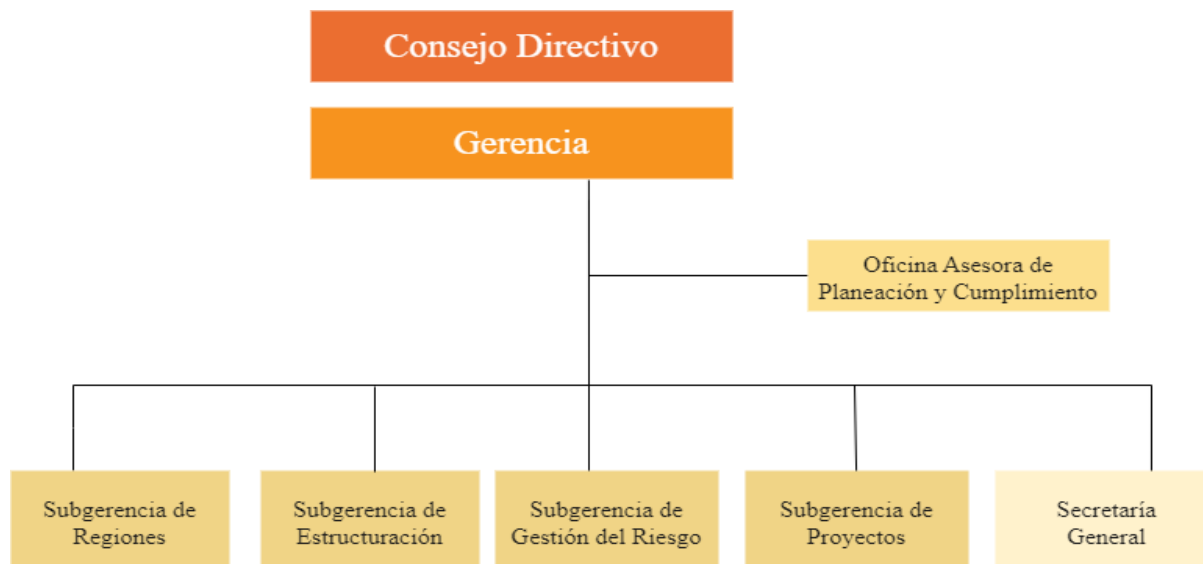 Consejo Directivo
Gerencia
Oficina Asesora de
Planeación y Cumplimiento
Subgerencia de
Regiones
Subgerencia de
Estructuración
Subgerencia de
Gestión del Riesgo
Subgerencia de
Proyectos
Secretaría
General